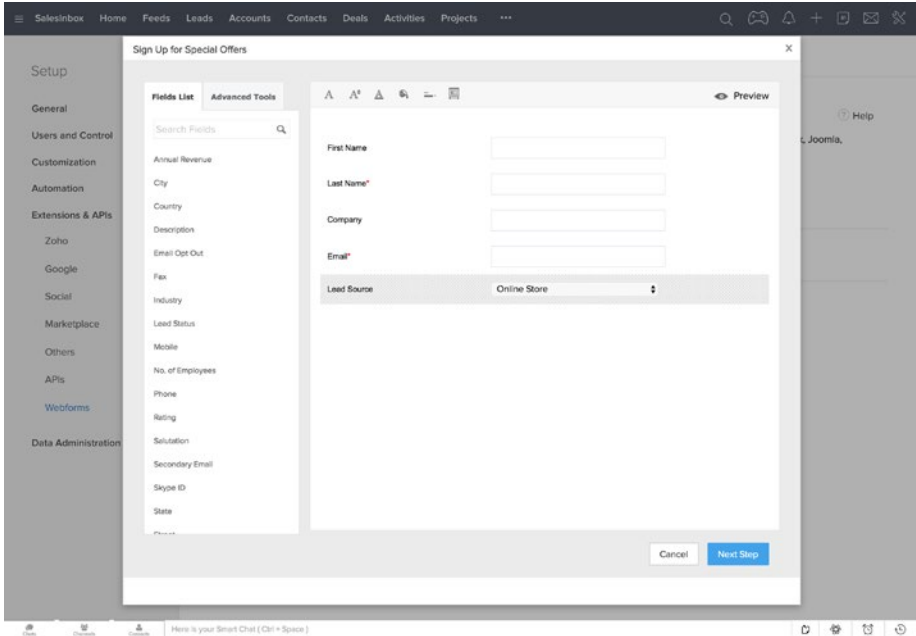 SalesInbox Home Feeds Leads Accounts Contacts Deals Activities Projects •••
Sign Up for Special Offers X
Setup
General
Users and Control
Customization
Automation
Extensions & APIs
Zoho
Google
Social
Marketplace
Others
APIs
Webforms
Data Administration
Fields List Advanced Tools
Search Fields
Annual Revenue
City
Country
Description
Email Opt Out
Fax
Industry
Lead Status
Mobile
No. of Employees
Phone
Rating
Salutation
Secondary Email
Skype ID
State
Preview
First Name
Last Name*
Company
Email*
Lead Source Online Store
Cancel Next Step
? Help
Joomla,
Chats Channels Contacts Here is your Smart Chat ( Ctrl + Space )